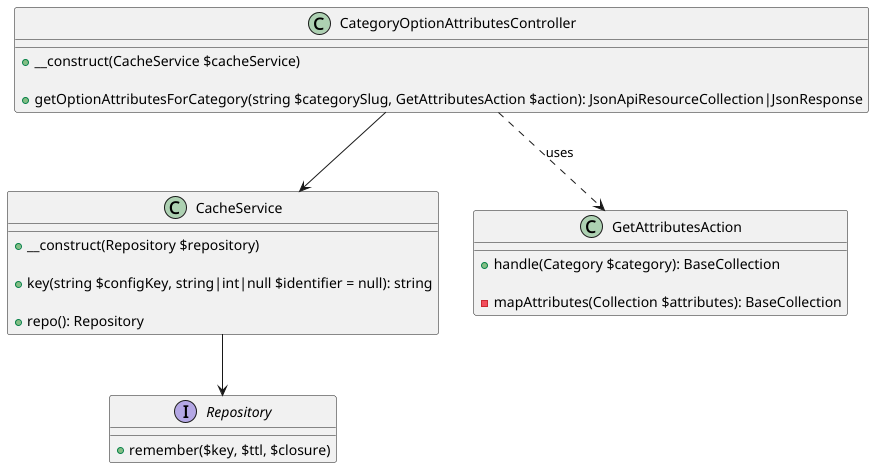 C CategoryOptionAttributesController
__construct(CacheService $cacheService)
getOptionAttributesForCategory(string $categorySlug, GetAttributesAction $action): JsonApiResourceCollection|JsonResponse
uses
C CacheService
__construct(Repository $repository)
key(string $configKey, string|int|null $identifier = null): string
repo(): Repository
C GetAttributesAction
handle(Category $category): BaseCollection
mapAttributes(Collection $attributes): BaseCollection
I Repository
remember($key, $ttl, $closure)